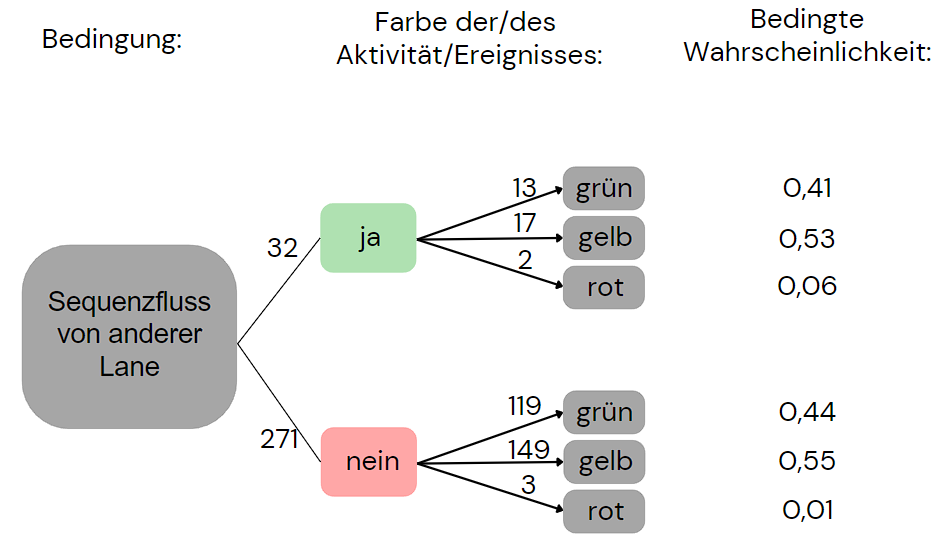 Bedingung:
Farbe der/des
Aktivität/Ereignisses:
Bedingte
Wahrscheinlichkeit:
Sequenzfluss
von anderer
Lane
32
ja
13
grün
0,41
17
gelb
0,53
2
rot
0,06
271
nein
119
grün
0,44
149
gelb
0,55
3
rot
0,01